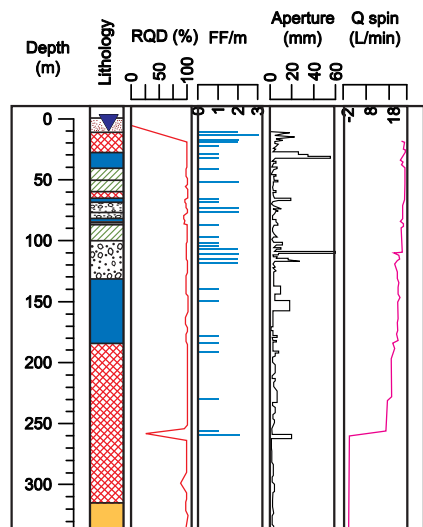 Depth
(m)
Lithology
RQD (%)
FF/m
Aperture
(mm)
Q spin
(L/min)
0 50 100
0 1 2 3
0 20 40 60
-2 8 18
0
50
100
150
200
250
300